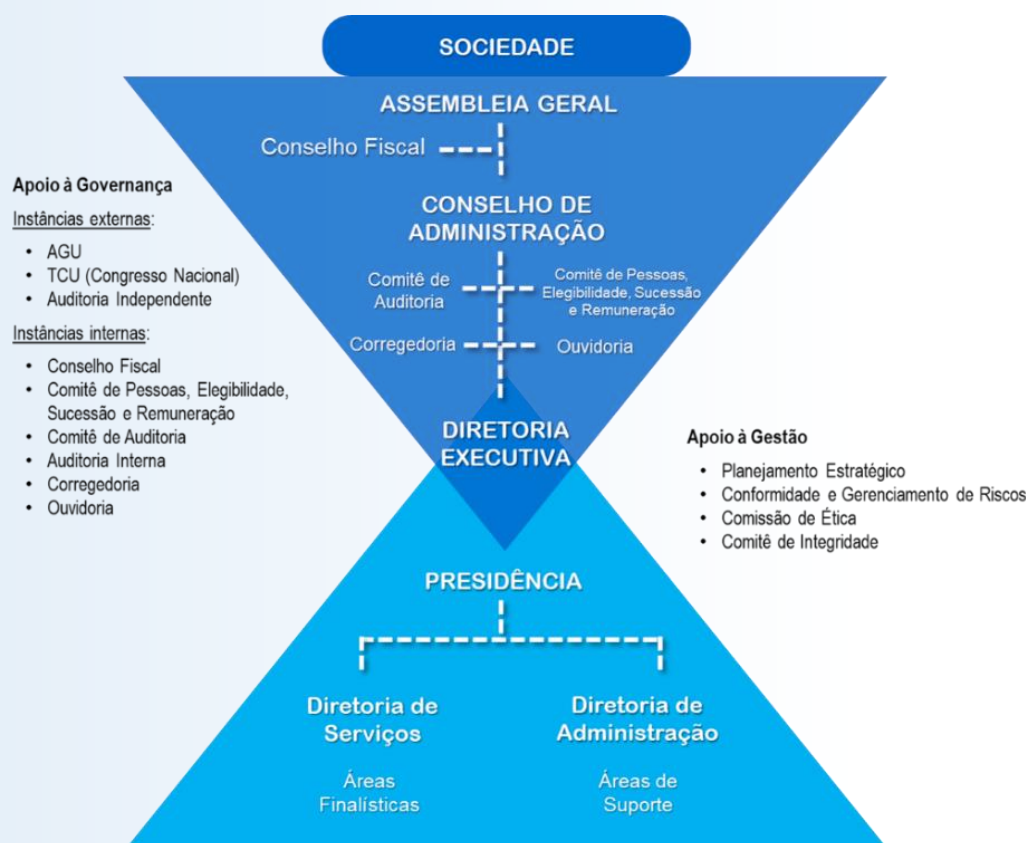 SOCIEDADE
ASSEMBLEIA GERAL
Conselho Fiscal
CONSELHO DE
ADMINISTRAÇÃO
Comitê de
Auditoria
Comitê de Pessoas,
Elegibilidade, Sucessão
e Remuneração
Corregedoria
Ouvidoria
DIRETORIA
EXECUTIVA
PRESIDÊNCIA
Diretoria de
Serviços
Áreas
Finalísticas
Diretoria de
Administração
Áreas de
Suporte
Apoio à Governança
Instâncias externas:
• AGU
• TCU (Congresso Nacional)
• Auditoria Independente
Instâncias internas:
• Conselho Fiscal
• Comitê de Pessoas, Elegibilidade,
Sucessão e Remuneração
• Comitê de Auditoria
• Auditoria Interna
• Corregedoria
• Ouvidoria
Apoio à Gestão
• Planejamento Estratégico
• Conformidade e Gerenciamento de Riscos
• Comissão de Ética
• Comitê de Integridade